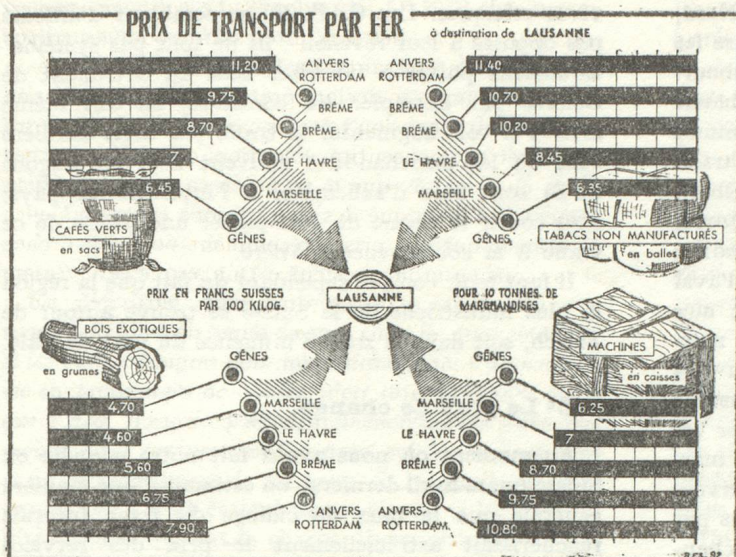 PRIX DE TRANSPORT PAR FER
à destination de LAUSANNE
11,20
9,75
8,70
7
6,45
ANVERS
ROTTERDAM
BRÊME
BRÊME
LE HAVRE
MARSEILLE
GÊNES
ANVERS
ROTTERDAM
BRÊME
BRÊME
LE HAVRE
MARSEILLE
GÊNES
11,40
10,70
10,20
8,45
6,35
CAFÉS VERTS
en sacs
TABACS NON MANUFACTURÉS
en balles
PRIX EN FRANCS SUISSES
PAR 100 KILOG.
LAUSANNE
POUR 10 TONNES DE
MARCHANDISES
BOIS EXOTIQUES
en grumes
MACHINES
en caisses
4,70
4,60
5,60
6,75
7,90
GÊNES
MARSEILLE
LE HAVRE
BRÊME
ANVERS
ROTTERDAM
GÊNES
MARSEILLE
LE HAVRE
BRÊME
ANVERS
ROTTERDAM
6,25
7
8,70
9,75
10,80